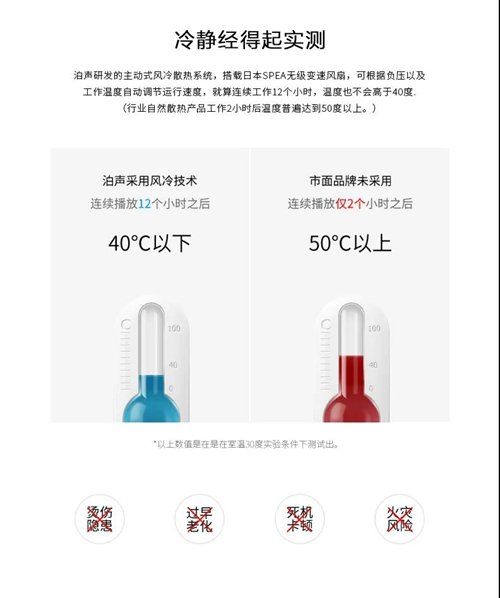 冷静经得起实测
泊声研发的主动式风冷散热系统，搭载日本SPEA无级变速风扇，可根据负压以及
工作温度自动调节运行速度，就算连续工作12个小时，温度也不会高于40度.
（行业自然散热产品工作2小时后温度普遍达到50度以上。）
泊声采用风冷技术
连续播放12个小时之后
40℃以下
C
100
40
0
市面品牌未采用
连续播放仅2个小时之后
50℃以上
C
100
40
0
*以上数值是在是在室温30度实验条件下测试出。
烫伤
隐患
过早
老化
死机
卡顿
火灾
风险